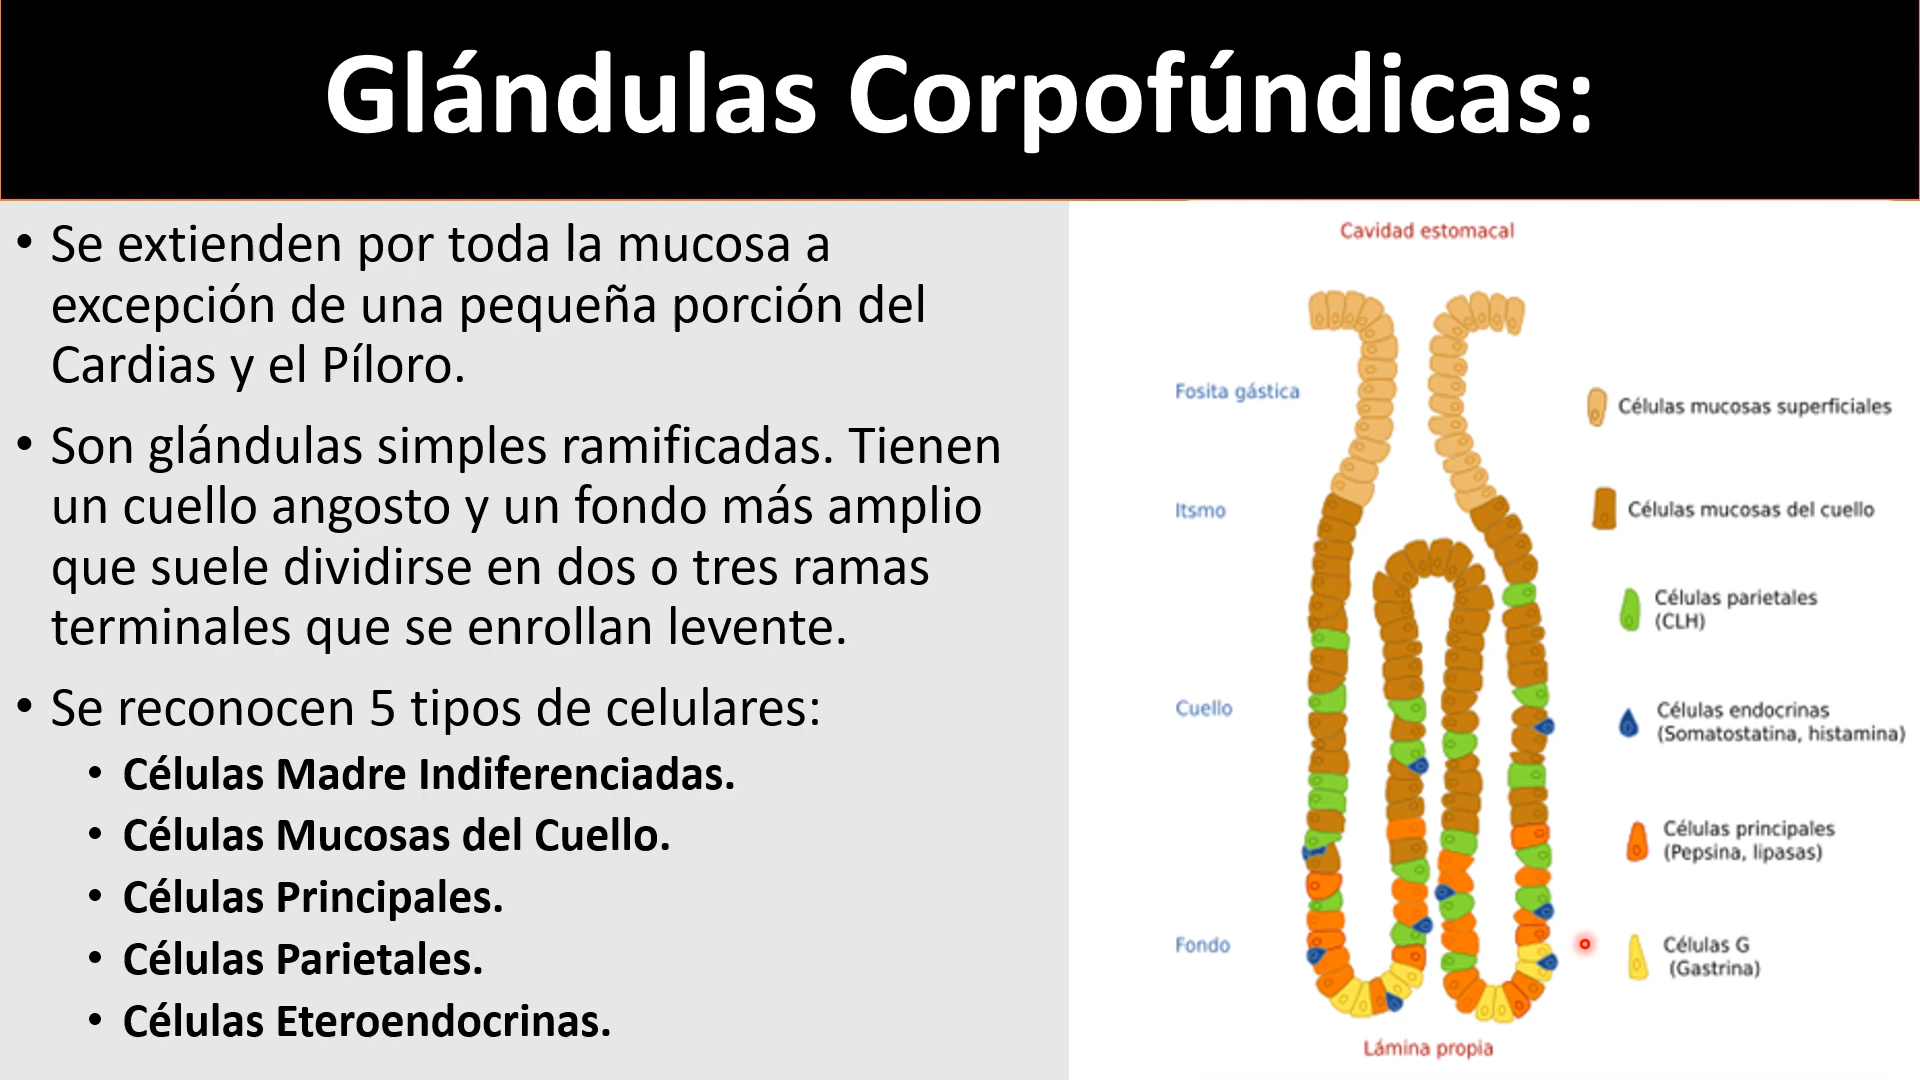 Glándulas Corpofúndicas:
• Se extienden por toda la mucosa a
excepción de una pequeña porción del
Cardias y el Píloro.
• Son glándulas simples ramificadas. Tienen
un cuello angosto y un fondo más amplio
que suele dividirse en dos o tres ramas
terminales que se enrollan levente.
• Se reconocen 5 tipos de celulares:
• Células Madre Indiferenciadas.
• Células Mucosas del Cuello.
• Células Principales.
• Células Parietales.
• Células Eteroendocrinas.
Cavidad estomacal
Fosita gástica
Itsmo
Cuello
Fondo
Lámina propia
Células mucosas superficiales
Células mucosas del cuello
Células parietales
(CLH)
Células endocrinas
(Somatostatina, histamina)
Células principales
(Pepsina, lipasas)
Células G
(Gastrina)